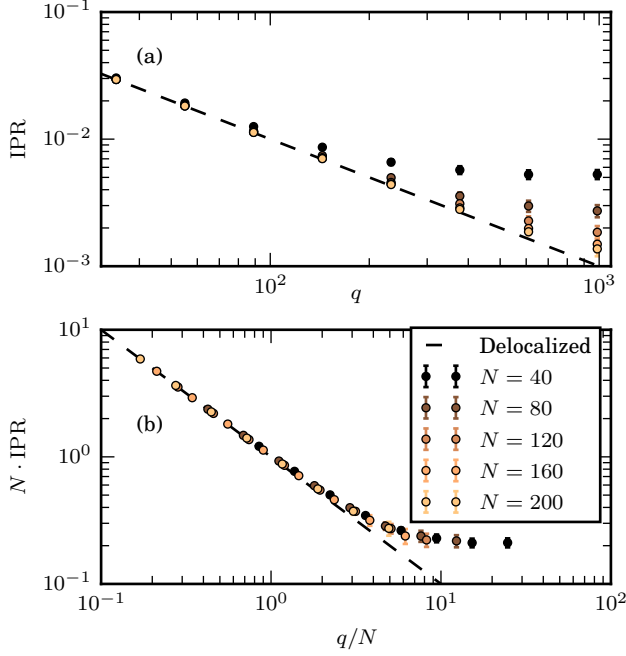 10^{-1}
(a)
IPR
10^{-2}
10^{-3}
10^2
10^3
q
10^1
Delocalized
N = 40
N = 80
(b)
N · IPR
10^0
N = 120
N = 160
N = 200
10^{-1}
10^{-1}
10^0
10^1
10^2
q/N